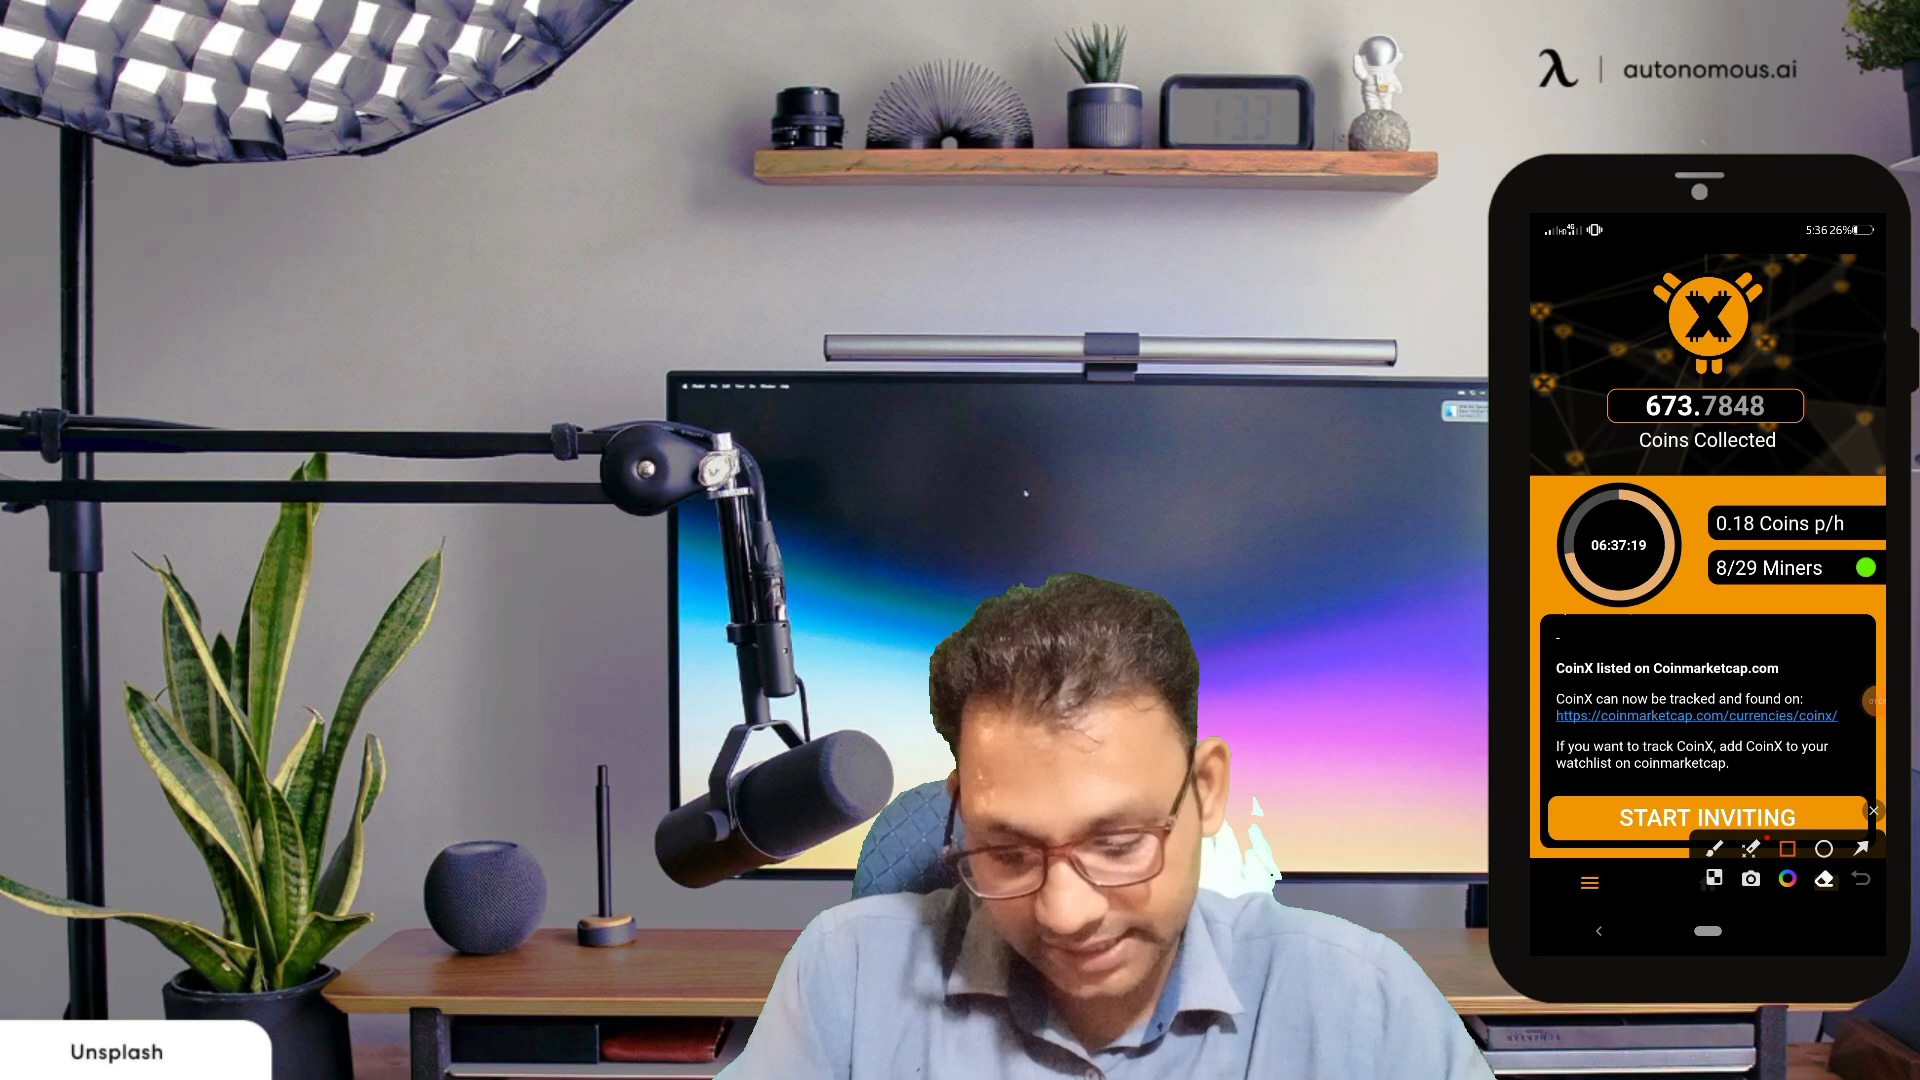 autonomous.ai
5:36 26%
X
673.7848
Coins Collected
06:37:19
0.18 Coins p/h
8/29 Miners
-
CoinX listed on Coinmarketcap.com
CoinX can now be tracked and found on:
https://coinmarketcap.com/currencies/coinx/
If you want to track CoinX, add CoinX to your
watchlist on coinmarketcap.
START INVITING
Unsplash